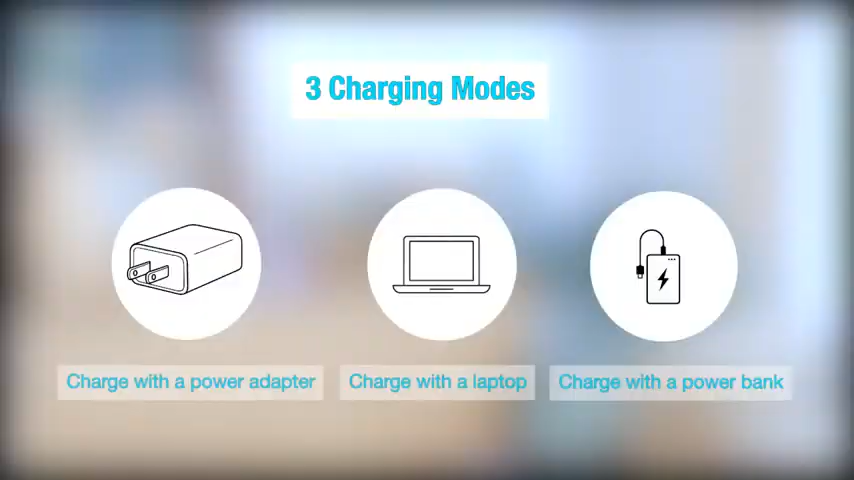 3 Charging Modes
Charge with a power adapter
Charge with a laptop
Charge with a power bank